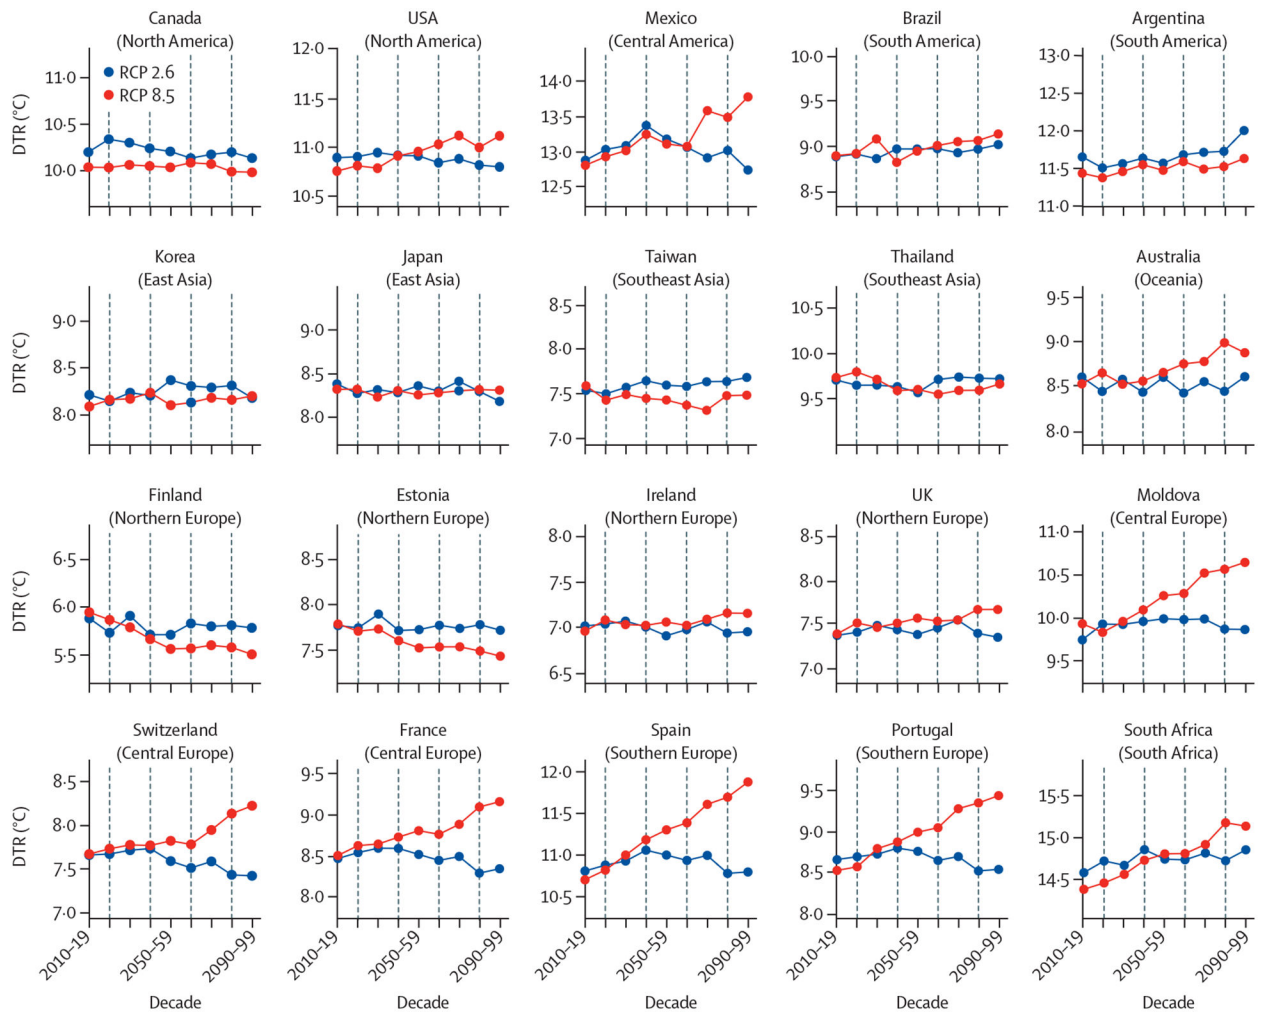 Canada
(North America)
USA
(North America)
Mexico
(Central America)
Brazil
(South America)
Argentina
(South America)
DTR (°C)
11·0
10·5
10·0
RCP 2.6
RCP 8.5
12·0
11·5
11·0
10·5
14·0
13·5
13·0
12·5
10·0
9·5
9·0
8·5
13·0
12·5
12·0
11·5
11·0
Korea
(East Asia)
Japan
(East Asia)
Taiwan
(Southeast Asia)
Thailand
(Southeast Asia)
Australia
(Oceania)
DTR (°C)
9·0
8·5
8·0
9·0
8·5
8·0
8·5
8·0
7·5
7·0
10·5
10·0
9·5
9·5
9·0
8·5
8·0
Finland
(Northern Europe)
Estonia
(Northern Europe)
Ireland
(Northern Europe)
UK
(Northern Europe)
Moldova
(Central Europe)
DTR (°C)
6·5
6·0
5·5
8·5
8·0
7·5
8·0
7·5
7·0
6·5
8·5
8·0
7·5
7·0
11·0
10·5
10·0
9·5
Switzerland
(Central Europe)
France
(Central Europe)
Spain
(Southern Europe)
Portugal
(Southern Europe)
South Africa
(South Africa)
DTR (°C)
8·5
8·0
7·5
7·0
9·5
9·0
8·5
8·0
12·0
11·5
11·0
10·5
9·5
9·0
8·5
8·0
15·5
15·0
14·5
2010–19
2050–59
2090–99
2010–19
2050–59
2090–99
2010–19
2050–59
2090–99
2010–19
2050–59
2090–99
2010–19
2050–59
2090–99
Decade
Decade
Decade
Decade
Decade